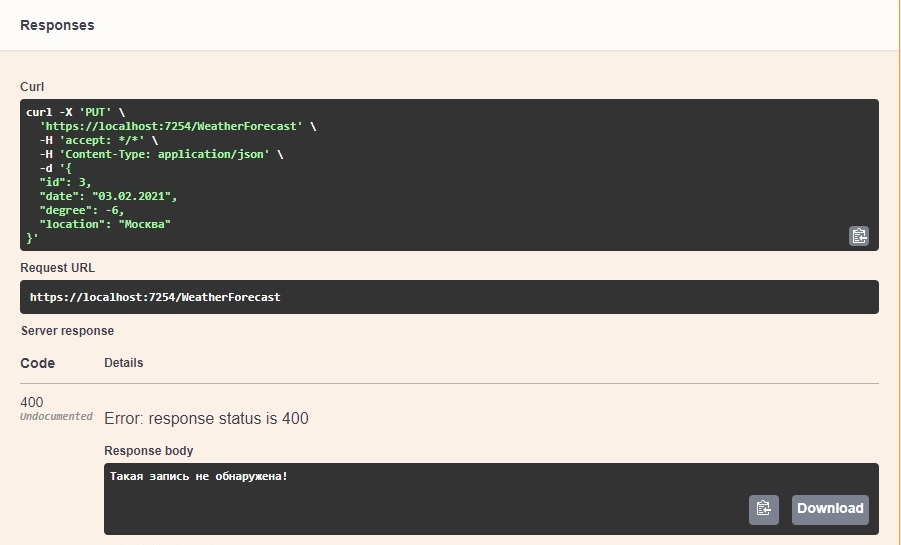 Responses
Curl
curl -X 'PUT' \
'https://localhost:7254/WeatherForecast' \
-H 'accept: */*' \
-H 'Content-Type: application/json' \
-d '{
"id": 3,
"date": "03.02.2021",
"degree": -6,
"location": "Москва"
}'
Request URL
https://localhost:7254/WeatherForecast
Server response
Code Details
400
Undocumented
Error: response status is 400
Response body
Такая запись не обнаружена!
Download